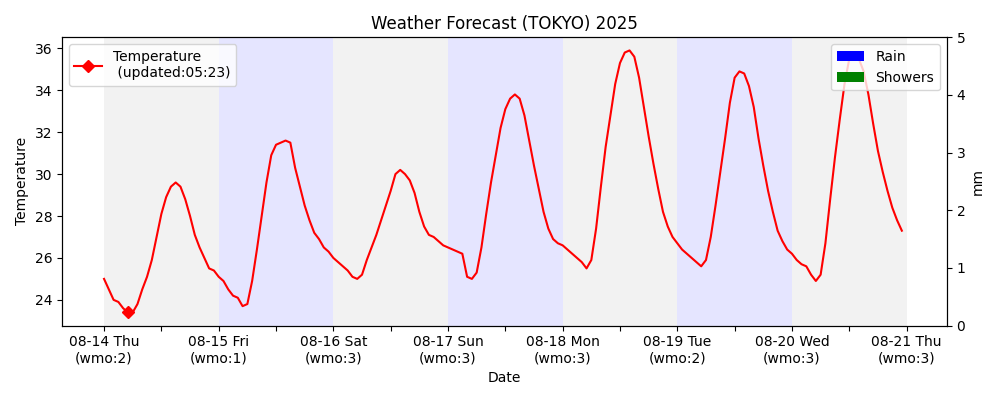 Weather Forecast (TOKYO) 2025
Temperature
(updated:05:23)
Rain
Showers
36
34
32
30
28
26
24
Temperature
5
4
3
2
1
0
mm
08-14 Thu
(wmo:2)
08-15 Fri
(wmo:1)
08-16 Sat
(wmo:3)
08-17 Sun
(wmo:3)
08-18 Mon
(wmo:3)
08-19 Tue
(wmo:2)
08-20 Wed
(wmo:3)
08-21 Thu
(wmo:3)
Date